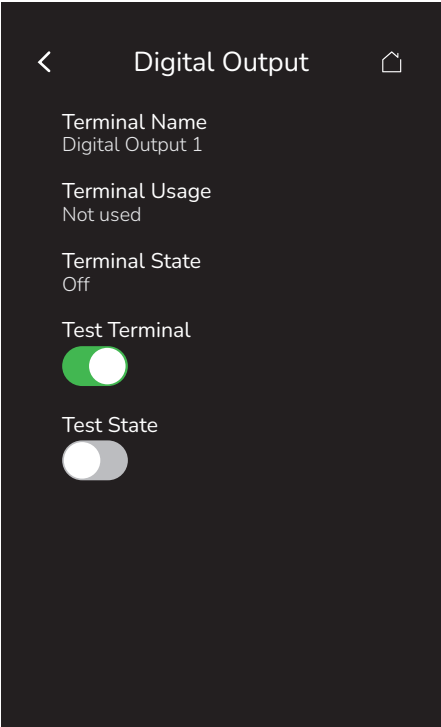 Digital Output
Terminal Name
Digital Output 1
Terminal Usage
Not used
Terminal State
Off
Test Terminal
Test State